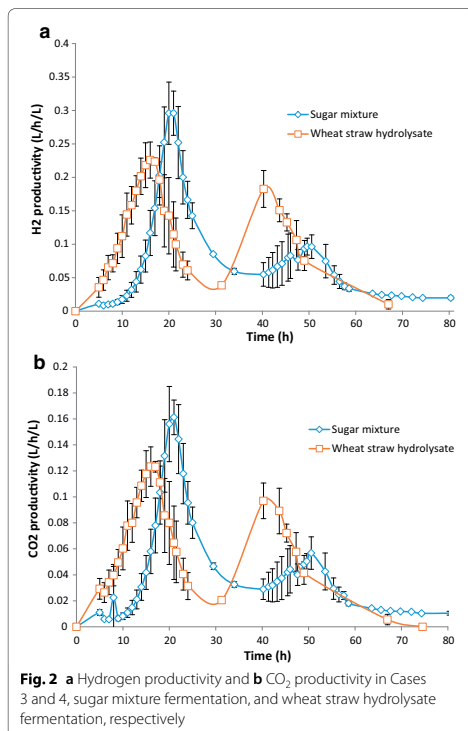 a
H2 productivity (L/h/L)
0.4
0.35
0.3
0.25
0.2
0.15
0.1
0.05
0
Sugar mixture
Wheat straw hydrolysate
0 10 20 30 40 50 60 70 80
Time (h)
b
CO2 productivity (L/h/L)
0.2
0.18
0.16
0.14
0.12
0.1
0.08
0.06
0.04
0.02
0
Sugar mixture
Wheat straw hydrolysate
0 10 20 30 40 50 60 70 80
Time (h)
Fig. 2 a Hydrogen productivity and b CO₂ productivity in Cases
3 and 4, sugar mixture fermentation, and wheat straw hydrolysate
fermentation, respectively